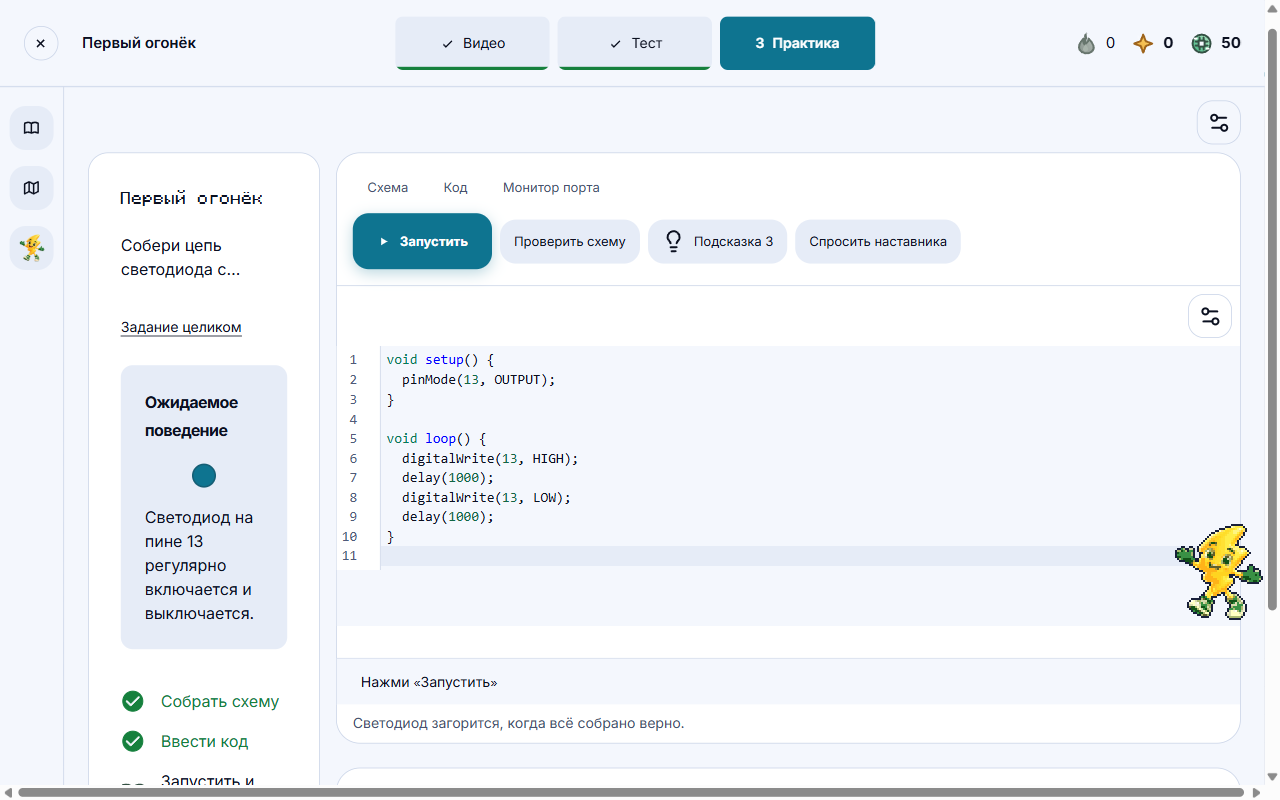 Первый огонёк
Видео
Тест
3 Практика
0
0
50
Первый огонёк
Собери цепь
светодиода с...
Задание целиком
Ожидаемое
поведение
Светодиод на
пине 13
регулярно
включается и
выключается.
Собрать схему
Ввести код
Запустить и
Схема
Код
Монитор порта
Запустить
Проверить схему
Подсказка 3
Спросить наставника
1 void setup() {
2 pinMode(13, OUTPUT);
3 }
4
5 void loop() {
6 digitalWrite(13, HIGH);
7 delay(1000);
8 digitalWrite(13, LOW);
9 delay(1000);
10 }
11
Нажми «Запустить»
Светодиод загорится, когда всё собрано верно.